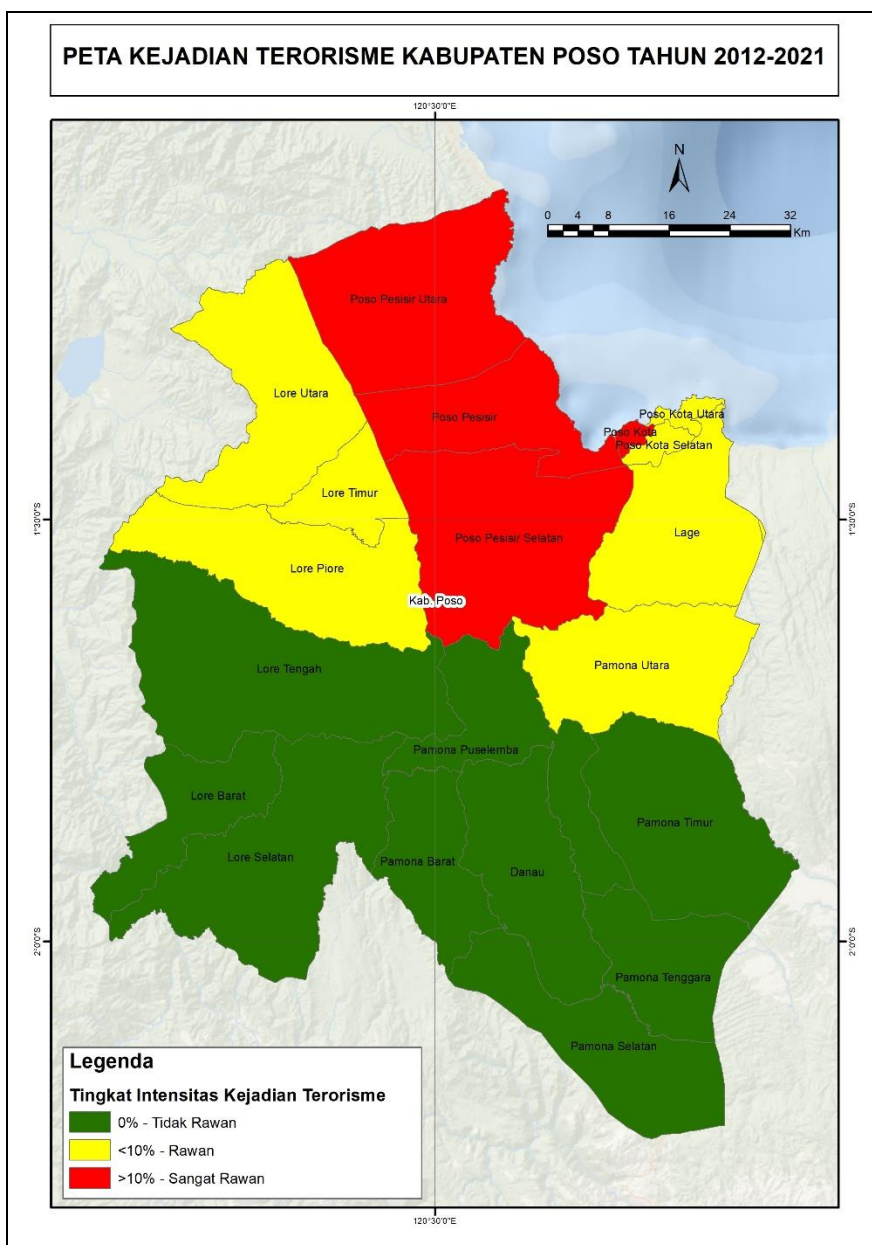 PETA KEJADIAN TERORISME KABUPATEN POSO TAHUN 2012-2021
120°30'0"E
N
0 4 8 16 24 32
Km
Poso Pesisir Utara
Lore Utara
Poso Pesisir
Poso Kota Utara
Poso Kota
Poso Kota Selatan
Lore Timur
1°30'0"S
1°30'0"S
Poso Pesisir Selatan
Lage
Lore Piore
Kab. Poso
Lore Tengah
Pamona Utara
Pamona Puselemba
Lore Barat
Pamona Timur
Lore Selatan
Pamona Barat
Danau
2°0'0"S
2°0'0"S
Pamona Tenggara
Pamona Selatan
Legenda
Tingkat Intensitas Kejadian Terorisme
0% - Tidak Rawan
<10% - Rawan
>10% - Sangat Rawan
120°30'0"E